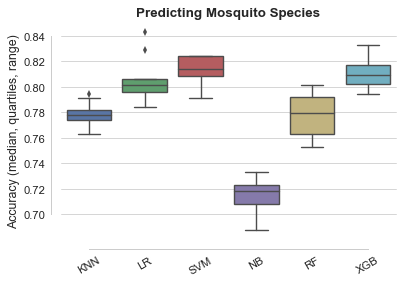 Predicting Mosquito Species
Accuracy (median, quartiles, range)
0.84
0.82
0.80
0.78
0.76
0.74
0.72
0.70
KNN
LR
SVM
NB
RF
XGB